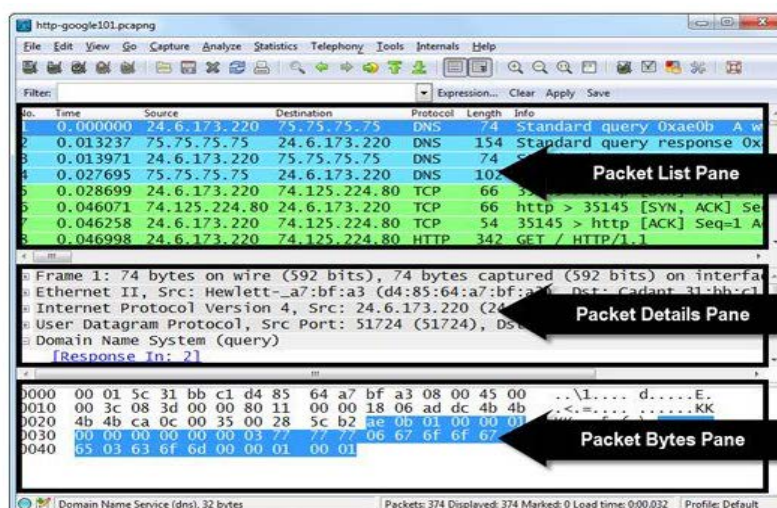 http-google101.pcapng
File Edit View Go Capture Analyze Statistics Telephony Tools Internals Help
Filter: Expression... Clear Apply Save
No. Time Source Destination Protocol Length Info
1 0.000000 24.6.173.220 75.75.75.75 DNS 74 Standard query 0xae0b A w
2 0.013237 75.75.75.75 24.6.173.220 DNS 154 Standard query response 0xa
3 0.013971 24.6.173.220 75.75.75.75 DNS 74
4 0.027695 75.75.75.75 24.6.173.220 DNS 102
Packet List Pane
5 0.028699 24.6.173.220 74.125.224.80 TCP 66
6 0.046071 74.125.224.80 24.6.173.220 TCP 66 http > 35145 [SYN, ACK] Seq
7 0.046258 24.6.173.220 74.125.224.80 TCP 54 35145 > http [ACK] Seq=1 A
8 0.046998 24.6.173.220 74.125.224.80 HTTP 342 GET / HTTP/1.1
Frame 1: 74 bytes on wire (592 bits), 74 bytes captured (592 bits) on interfac
Ethernet II, Src: Hewlett-_a7:bf:a3 (d4:85:64:a7:bf:a3), Dst: Cadant_31:bb:c1
Internet Protocol Version 4, Src: 24.6.173.220 (24
Packet Details Pane
User Datagram Protocol, Src Port: 51724 (51724), Dst
Domain Name System (query)
[Response In: 2]
0000 00 01 5c 31 bb c1 d4 85 64 a7 bf a3 08 00 45 00 ..\1.... d.....E.
0010 00 3c 08 3d 00 00 80 11 00 00 18 06 ad dc 4b 4b .<.=.... ......KK
0020 4b 4b ca 0c 00 35 00 28 5c b2 ae 0b 01 00 00 01
0030 00 00 00 00 00 00 03 77 77 77 06 67 6f 6f 67
Packet Bytes Pane
0040 65 03 63 6f 6d 00 00 01 00 01
Domain Name Service (dns), 32 bytes Packets: 374 Displayed: 374 Marked: 0 Load time: 0:00.032 Profile: Default